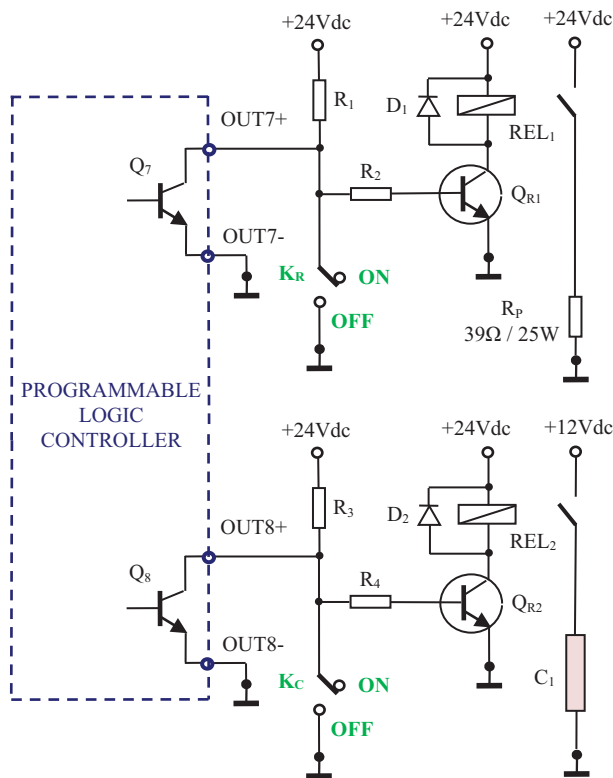 +24Vdc +24Vdc +24Vdc
OUT7+
R1
D1
REL1
Q7
R2
QR1
OUT7-
KR ON
OFF
RP
39Ω / 25W
PROGRAMMABLE
LOGIC
CONTROLLER
+24Vdc +24Vdc +12Vdc
OUT8+
R3
D2
REL2
Q8
R4
QR2
OUT8-
KC ON
C1
OFF